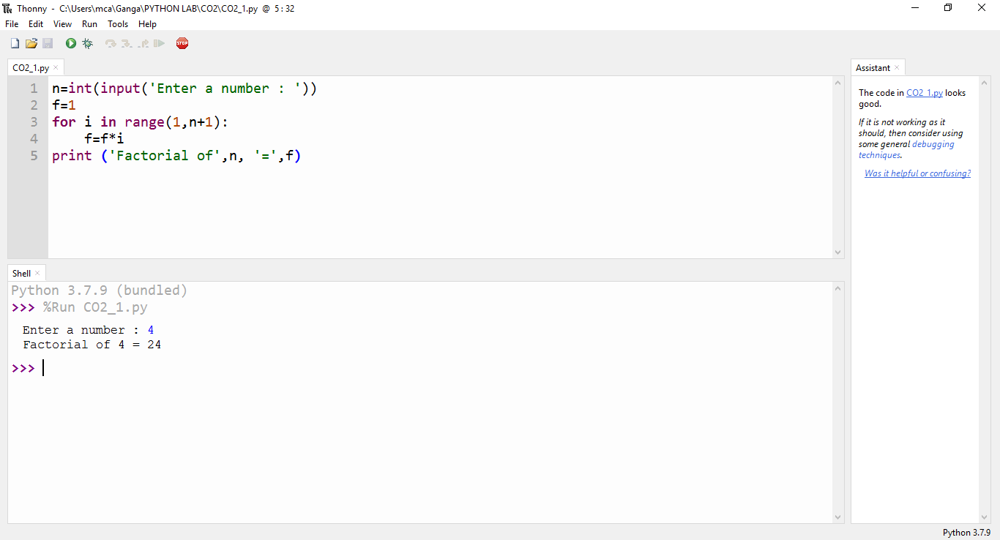 Thonny - C:\Users\mca\Ganga\PYTHON LAB\CO2\CO2_1.py @ 5 : 32
File Edit View Run Tools Help
STOP
CO2_1.py
1 n=int(input('Enter a number : '))
2 f=1
3 for i in range(1,n+1):
4     f=f*i
5 print ('Factorial of',n, '=',f)
Assistant
The code in CO2_1.py looks
good.
If it is not working as it
should, then consider using
some general debugging
techniques.
Was it helpful or confusing?
Shell
Python 3.7.9 (bundled)
>>> %Run CO2_1.py
Enter a number : 4
Factorial of 4 = 24
>>>
Python 3.7.9